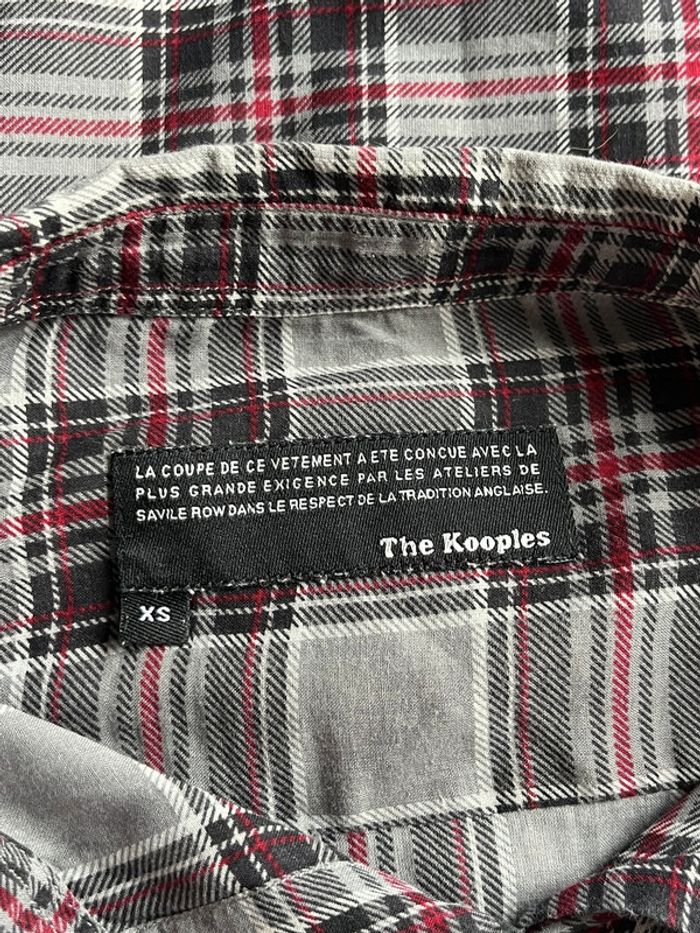 LA COUPE DE CE VETEMENT A ETE CONCUE AVEC LA
PLUS GRANDE EXIGENCE PAR LES ATELIERS DE
SAVILE ROW DANS LE RESPECT DE LA TRADITION ANGLAISE.
The Kooples
XS